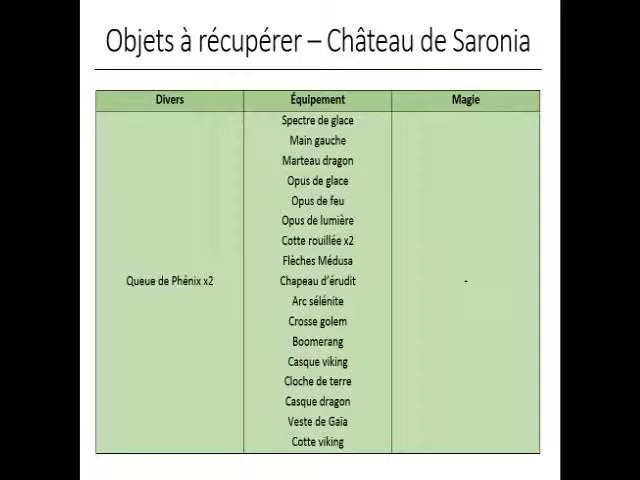 Objets à récupérer – Château de Saronia
Divers Équipement Magie
Spectre de glace
Main gauche
Marteau dragon
Opus de glace
Opus de feu
Opus de lumière
Cotte rouillée x2
Flèches Médusa
Queue de Phénix x2 Chapeau d'érudit -
Arc sélénite
Crosse golem
Boomerang
Casque viking
Cloche de terre
Casque dragon
Veste de Gaïa
Cotte viking